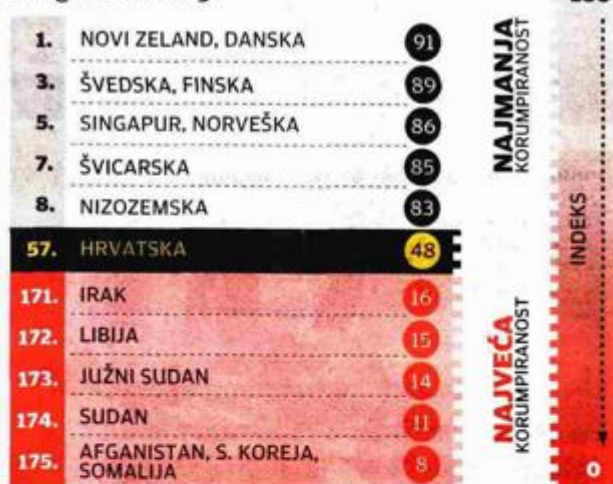 1. NOVI ZELAND, DANSKA 91
3. ŠVEDSKA, FINSKA 89
5. SINGAPUR, NORVEŠKA 86
7. ŠVICARSKA 85
8. NIZOZEMSKA 83
57. HRVATSKA 48
171. IRAK 16
172. LIBIJA 15
173. JUŽNI SUDAN 14
174. SUDAN 11
175. AFGANISTAN, S. KOREJA,
SOMALIJA 8
NAJMANJA
KORUMPIRANOST
NAJVEĆA
KORUMPIRANOST
INDEKS
0